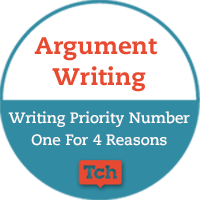 Argument
Writing
Writing Priority Number
One For 4 Reasons
Tch